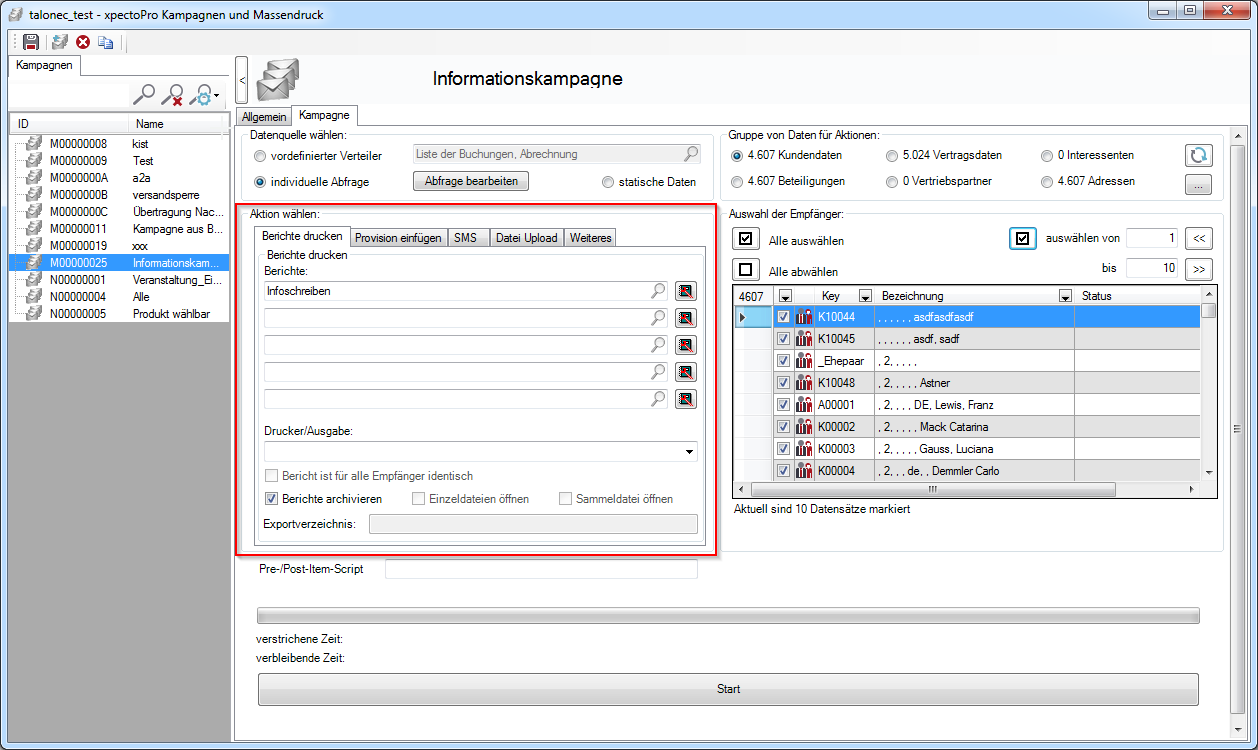 talonec_test - xpectoPro Kampagnen und Massendruck
Kampagnen
ID Name
M00000008 kist
M00000009 Test
M0000000A a2a
M0000000B versandsperre
M0000000C Übertragung Nac...
M00000011 Kampagne aus B...
M00000019 xxx
M00000025 Informationskam...
N00000001 Veranstaltung_Ei...
N00000004 Alle
N00000005 Produkt wählbar
<
Informationskampagne
Allgemein Kampagne
Datenquelle wählen:
vordefinierter Verteiler Liste der Buchungen, Abrechnung
individuelle Abfrage Abfrage bearbeiten statische Daten
Gruppe von Daten für Aktionen:
4.607 Kundendaten 5.024 Vertragsdaten 0 Interessenten
4.607 Beteiligungen 0 Vertriebspartner 4.607 Adressen ...
Aktion wählen:
Berichte drucken Provision einfügen SMS Datei Upload Weiteres
Berichte drucken
Berichte:
Infoschreiben
Drucker/Ausgabe:
Bericht ist für alle Empfänger identisch
Berichte archivieren Einzeldateien öffnen Sammeldatei öffnen
Exportverzeichnis:
Auswahl der Empfänger:
Alle auswählen auswählen von 1 <<
Alle abwählen bis 10 >>
4607 Key Bezeichnung Status
K10044 , , , , , , asdfasdfasdf
K10045 , , , , , , asdf, sadf
_Ehepaar , 2, , , ,
K10048 , 2, , , , Astner
A00001 , 2, , , DE, Lewis, Franz
K00002 , 2, , , , Mack Catarina
K00003 , 2, , , , Gauss, Luciana
K00004 , 2, , , de, , Demmler Carlo
Aktuell sind 10 Datensätze markiert
Pre-/Post-Item-Script
verstrichene Zeit:
verbleibende Zeit:
Start